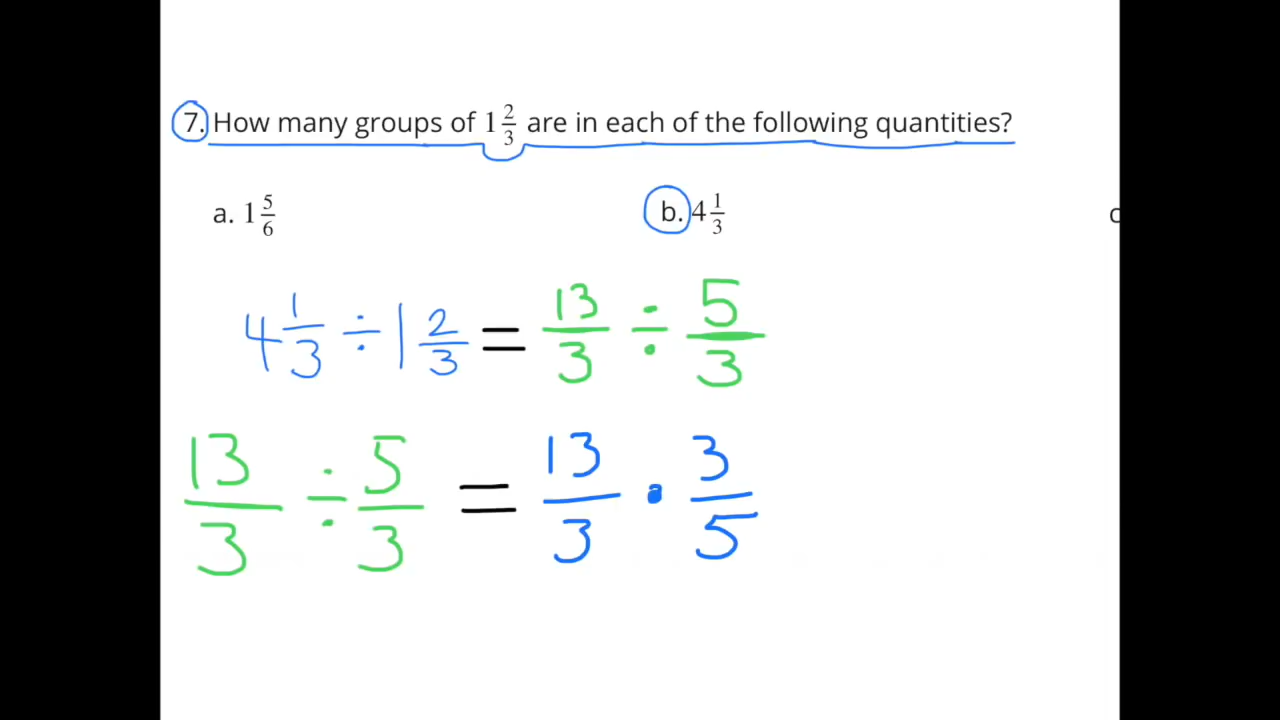 7. How many groups of 1 2/3 are in each of the following quantities?
a. 1 5/6 b. 4 1/3
4 1/3 ÷ 1 2/3 = 13/3 ÷ 5/3
13/3 ÷ 5/3 = 13/3 · 3/5